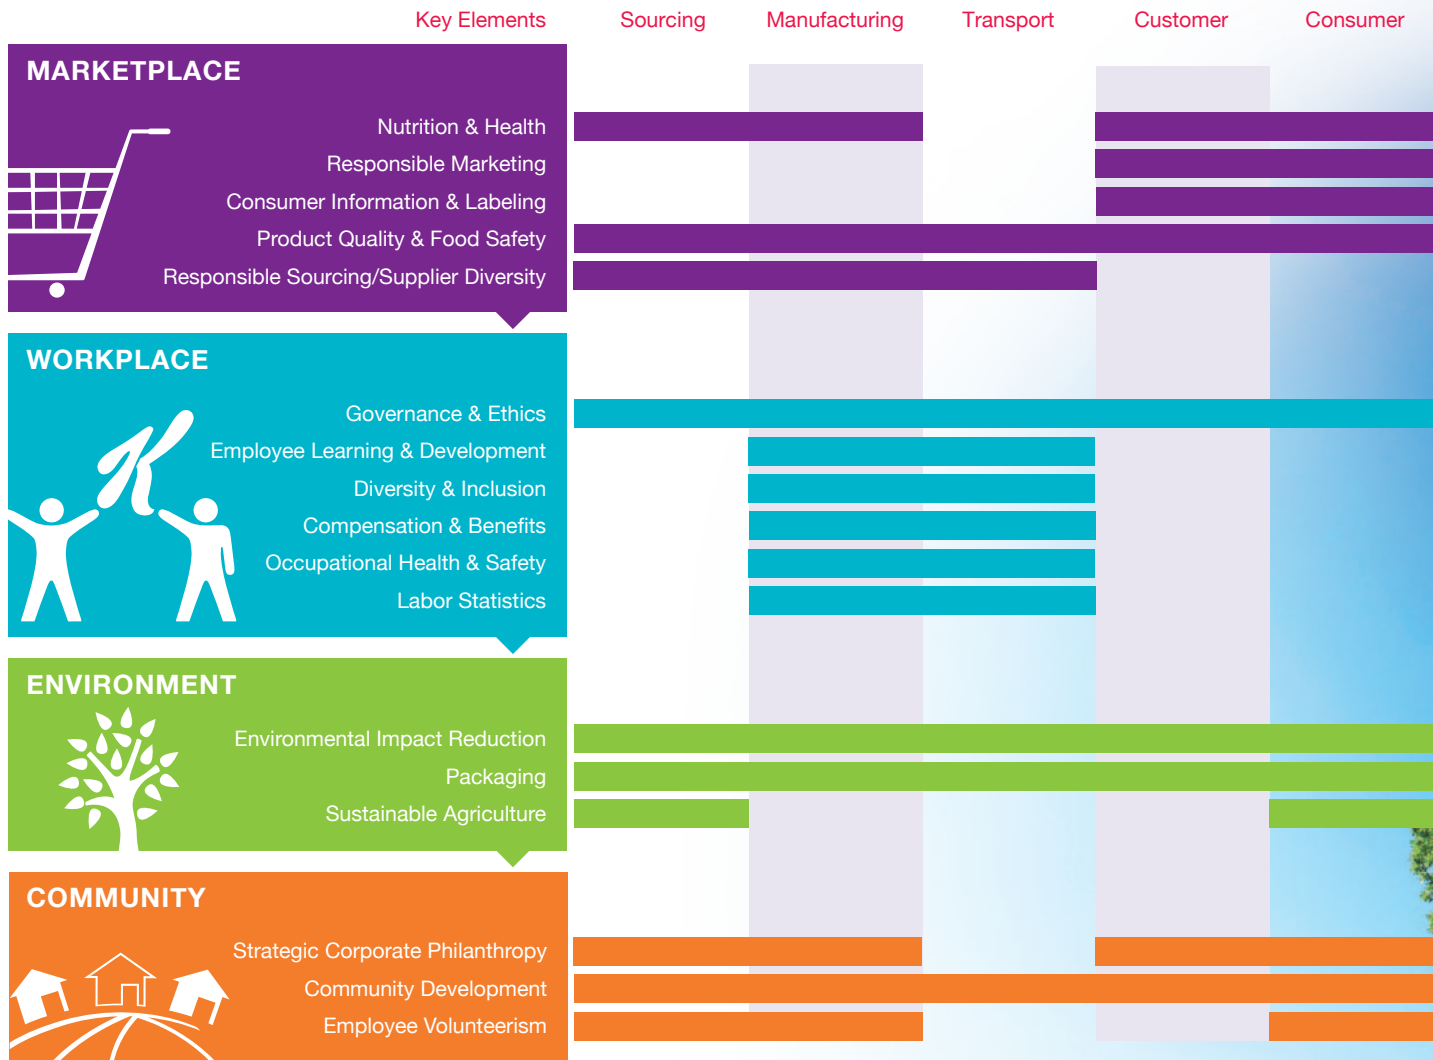 Key Elements Sourcing Manufacturing Transport Customer Consumer
MARKETPLACE
Nutrition & Health
Responsible Marketing
Consumer Information & Labeling
Product Quality & Food Safety
Responsible Sourcing/Supplier Diversity
WORKPLACE
Governance & Ethics
Employee Learning & Development
Diversity & Inclusion
Compensation & Benefits
Occupational Health & Safety
Labor Statistics
ENVIRONMENT
Environmental Impact Reduction
Packaging
Sustainable Agriculture
COMMUNITY
Strategic Corporate Philanthropy
Community Development
Employee Volunteerism